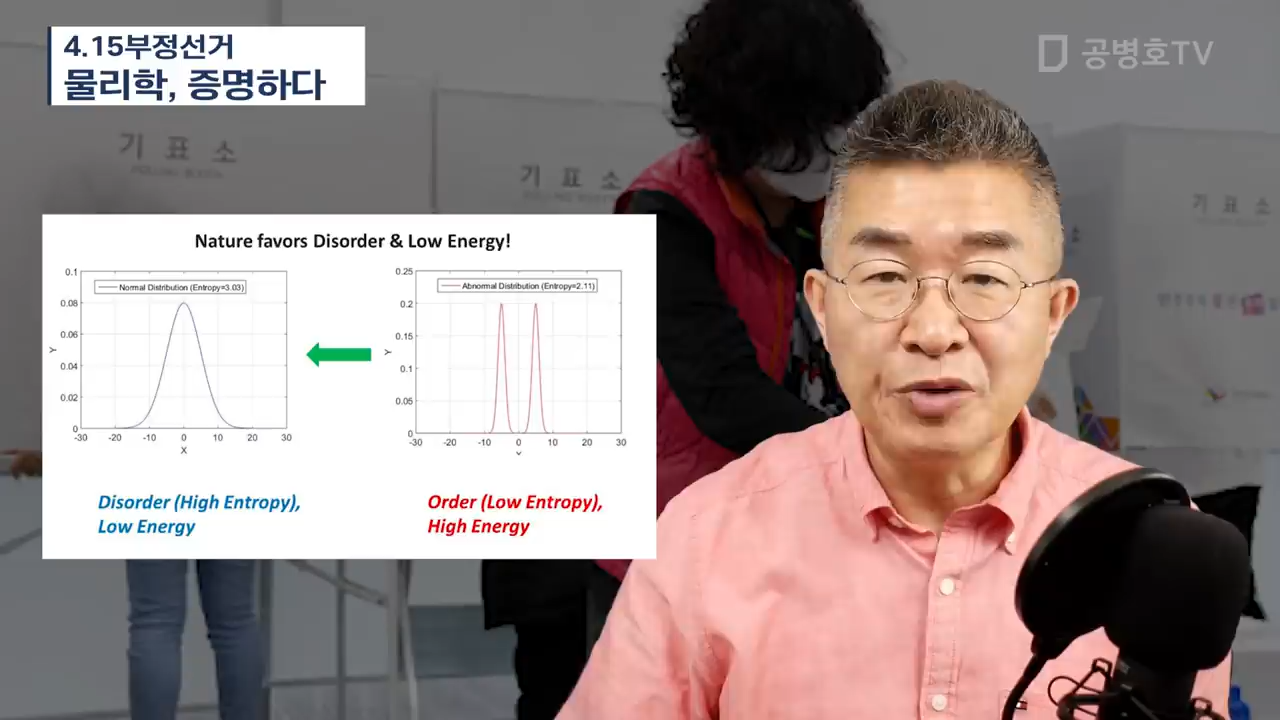 4.15부정선거
물리학, 증명하다
공병호TV
기 표 소
POLLING BOOTH
기 표 소
기 표 소
Nature favors Disorder & Low Energy!
Normal Distribution (Entropy=3.03)
0.1
0.08
0.06
0.04
0.02
0
Y
-30 -20 -10 0 10 20 30
X
Abnormal Distribution (Entropy=2.11)
0.25
0.2
0.15
0.1
0.05
0
Y
-30 -20 -10 0 10 20 30
Disorder (High Entropy),
Low Energy
Order (Low Entropy),
High Energy